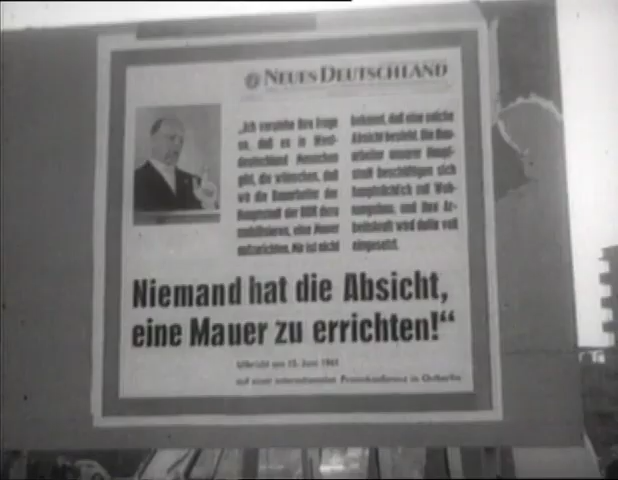 NEUES DEUTSCHLAND
„Ich verstehe Ihre Frage
so, daß es in West-
deutschland Menschen
gibt, die wünschen, daß
wir die Bauarbeiter der
Hauptstadt der DDR dazu
mobilisieren, eine Mauer
aufzurichten. Mir ist nicht
bekannt, daß eine solche
Absicht besteht. Die Bau-
arbeiter unserer Haupt-
stadt beschäftigen sich
hauptsächlich mit Woh-
nungsbau, und ihre Ar-
beitskraft wird dafür voll
eingesetzt.
Niemand hat die Absicht,
eine Mauer zu errichten!“
Ulbricht am 15. Juni 1961
auf einer internationalen Pressekonferenz in Ostberlin